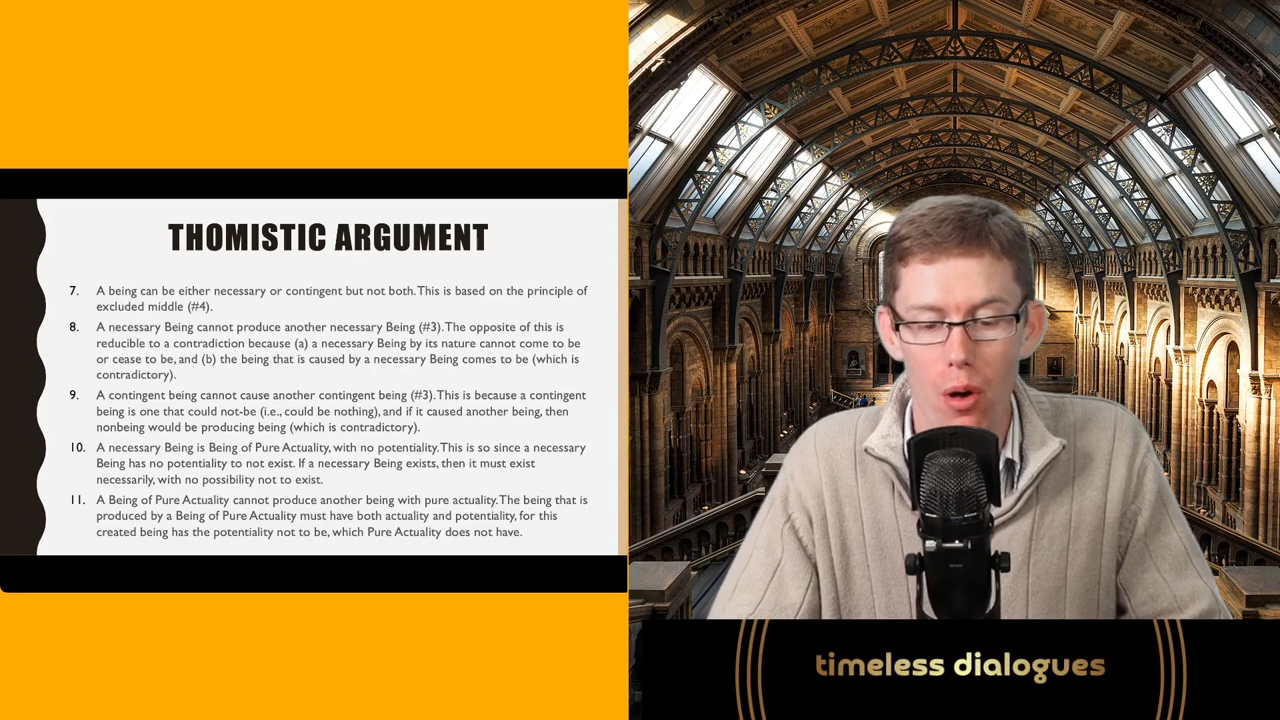 THOMISTIC ARGUMENT
7. A being can be either necessary or contingent but not both. This is based on the principle of
excluded middle (#4).
8. A necessary Being cannot produce another necessary Being (#3). The opposite of this is
reducible to a contradiction because (a) a necessary Being by its nature cannot come to be
or cease to be, and (b) the being that is caused by a necessary Being comes to be (which is
contradictory).
9. A contingent being cannot cause another contingent being (#3). This is because a contingent
being is one that could not-be (i.e., could be nothing), and if it caused another being, then
nonbeing would be producing being (which is contradictory).
10. A necessary Being is Being of Pure Actuality, with no potentiality. This is so since a necessary
Being has no potentiality to not exist. If a necessary Being exists, then it must exist
necessarily, with no possibility not to exist.
11. A Being of Pure Actuality cannot produce another being with pure actuality. The being that is
produced by a Being of Pure Actuality must have both actuality and potentiality, for this
created being has the potentiality not to be, which Pure Actuality does not have.
timeless dialogues